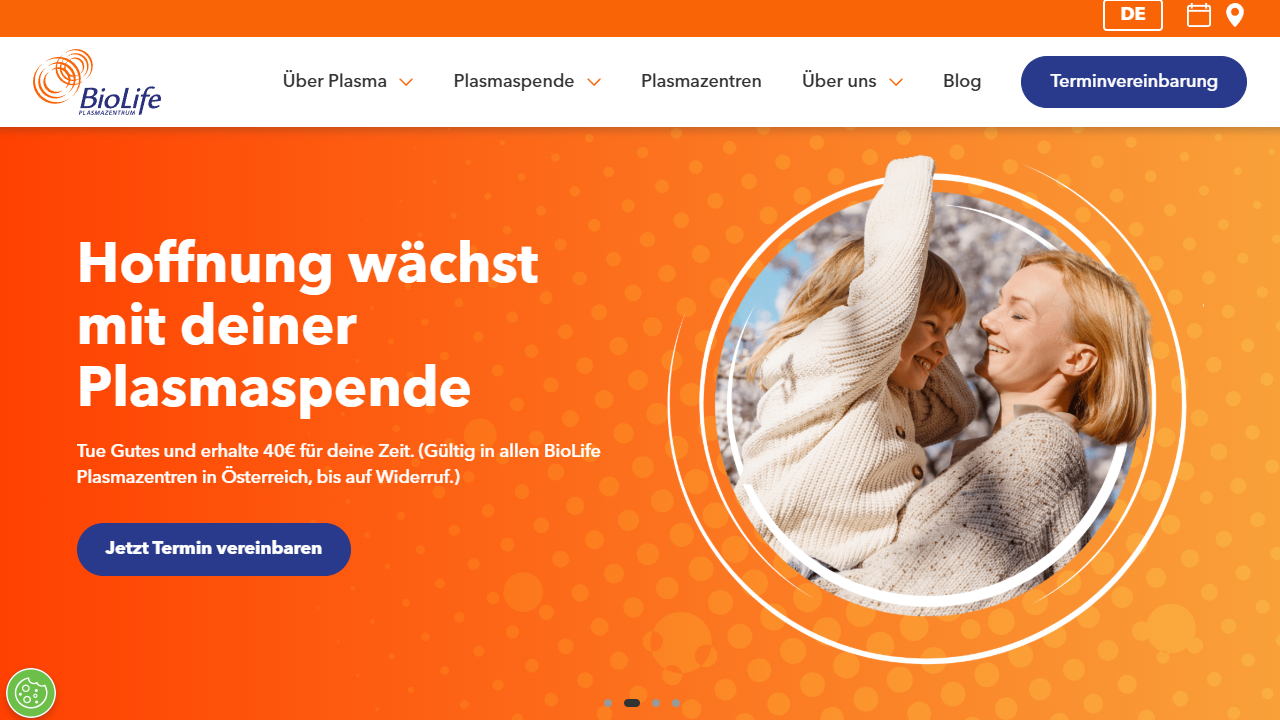 DE
BioLife
PLASMAZENTRUM
Über Plasma
Plasmaspende
Plasmazentren
Über uns
Blog
Terminvereinbarung
Hoffnung wächst
mit deiner
Plasmaspende
Tue Gutes und erhalte 40€ für deine Zeit. (Gültig in allen BioLife
Plasmazentren in Österreich, bis auf Widerruf.)
Jetzt Termin vereinbaren